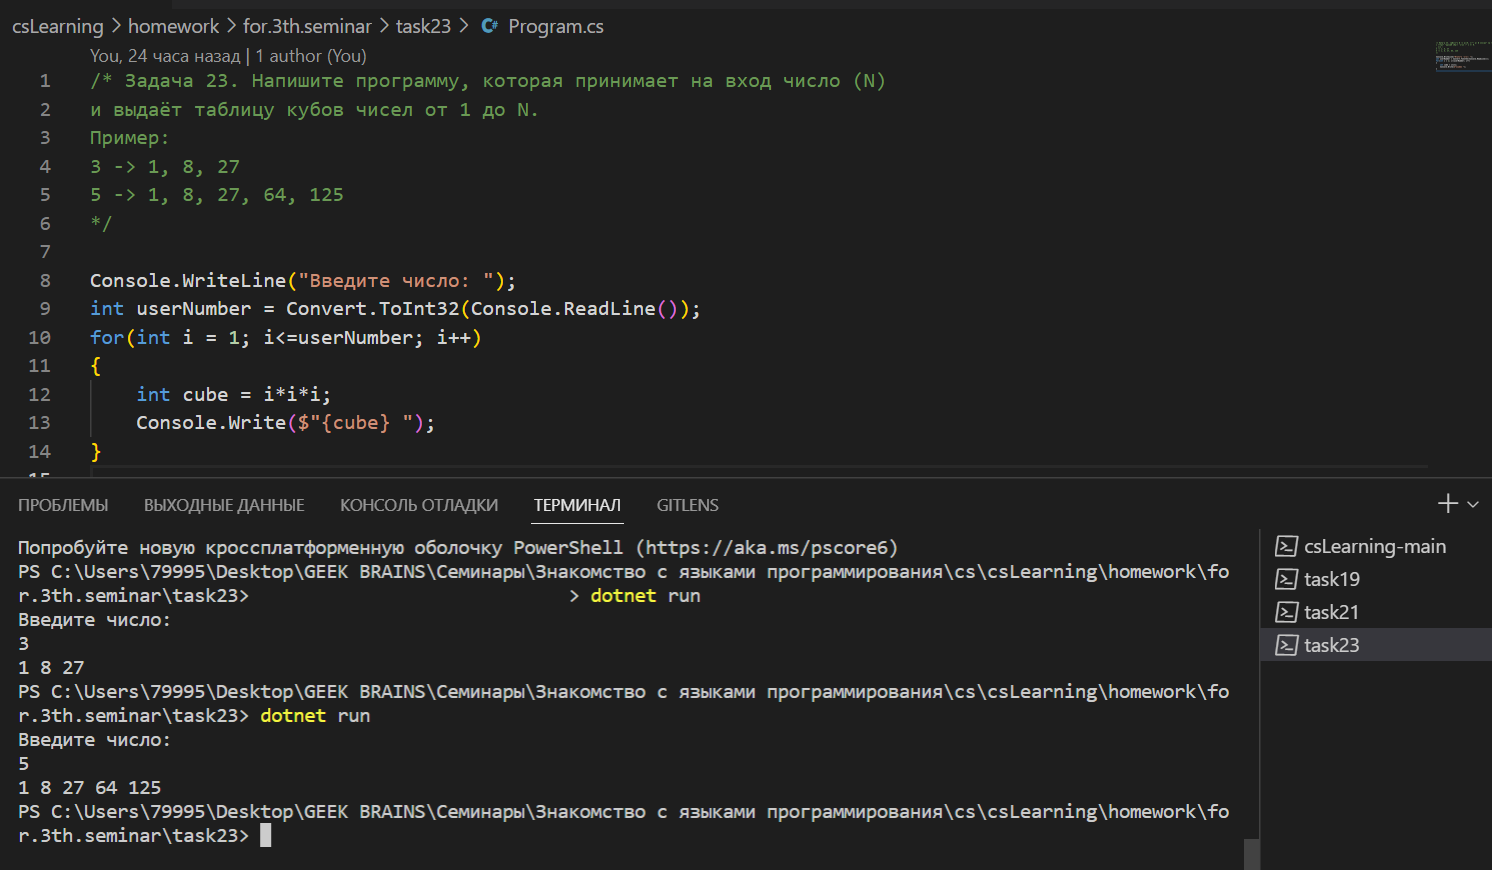 csLearning > homework > for.3th.seminar > task23 > C# Program.cs
You, 24 часа назад | 1 author (You)
1 /* Задача 23. Напишите программу, которая принимает на вход число (N)
2 и выдаёт таблицу кубов чисел от 1 до N.
3 Пример:
4 3 -> 1, 8, 27
5 5 -> 1, 8, 27, 64, 125
6 */
7
8 Console.WriteLine("Введите число: ");
9 int userNumber = Convert.ToInt32(Console.ReadLine());
10 for(int i = 1; i<=userNumber; i++)
11 {
12     int cube = i*i*i;
13     Console.Write($"{cube} ");
14 }
15
ПРОБЛЕМЫ ВЫХОДНЫЕ ДАННЫЕ КОНСОЛЬ ОТЛАДКИ ТЕРМИНАЛ GITLENS
Попробуйте новую кроссплатформенную оболочку PowerShell (https://aka.ms/pscore6)
PS C:\Users\79995\Desktop\GEEK BRAINS\Семинары\Знакомство с языками программирования\cs\csLearning\homework\fo
r.3th.seminar\task23> > dotnet run
Введите число:
3
1 8 27
PS C:\Users\79995\Desktop\GEEK BRAINS\Семинары\Знакомство с языками программирования\cs\csLearning\homework\fo
r.3th.seminar\task23> dotnet run
Введите число:
5
1 8 27 64 125
PS C:\Users\79995\Desktop\GEEK BRAINS\Семинары\Знакомство с языками программирования\cs\csLearning\homework\fo
r.3th.seminar\task23>
csLearning-main
task19
task21
task23